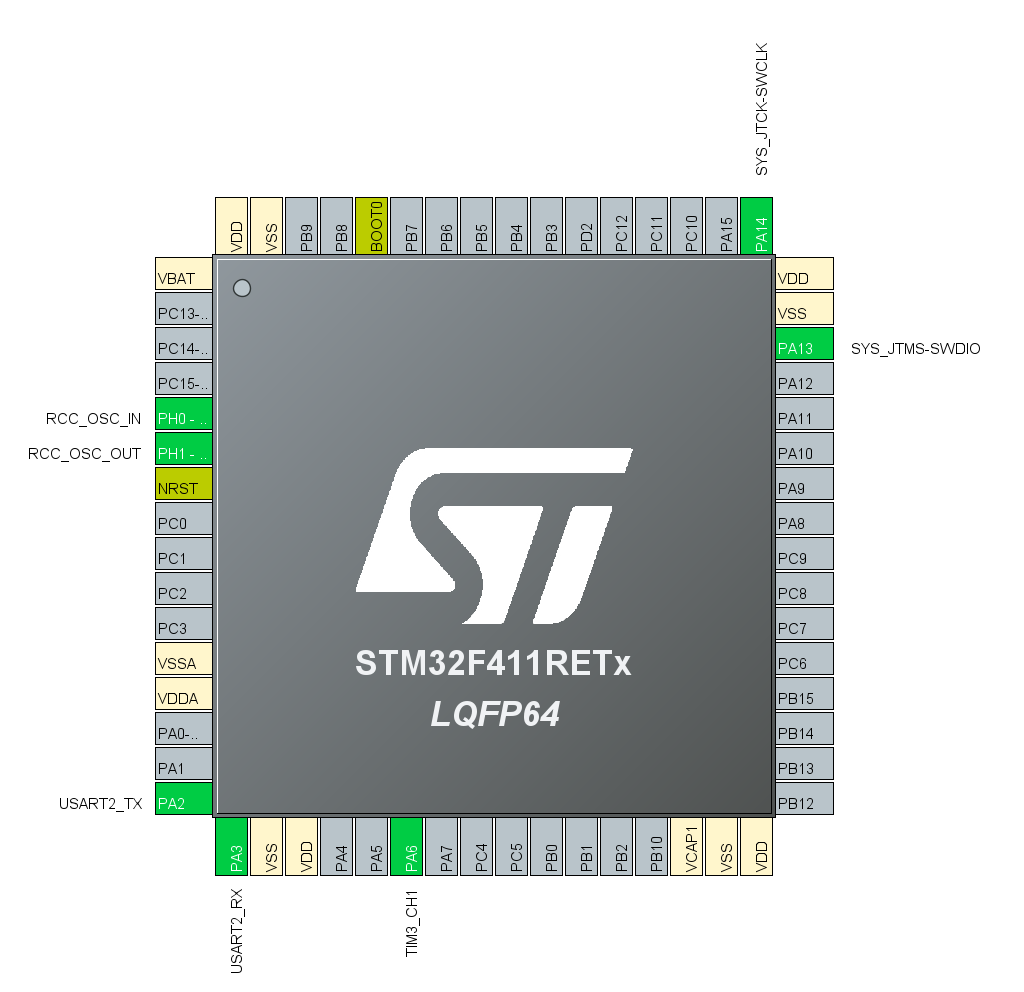 SYS_JTCK-SWCLK
VDD
VSS
PB9
PB8
BOOT0
PB7
PB6
PB5
PB4
PB3
PD2
PC12
PC11
PC10
PA15
PA14
VBAT
PC13-..
PC14-..
PC15-..
RCC_OSC_IN PH0 - ..
RCC_OSC_OUT PH1 - ..
NRST
PC0
PC1
PC2
PC3
VSSA
VDDA
PA0-..
PA1
USART2_TX PA2
VDD
VSS
PA13 SYS_JTMS-SWDIO
PA12
PA11
PA10
PA9
PA8
PC9
PC8
PC7
PC6
PB15
PB14
PB13
PB12
ST
STM32F411RETx
LQFP64
PA3
VSS
VDD
PA4
PA5
PA6
PA7
PC4
PC5
PB0
PB1
PB2
PB10
VCAP1
VSS
VDD
USART2_RX
TIM3_CH1